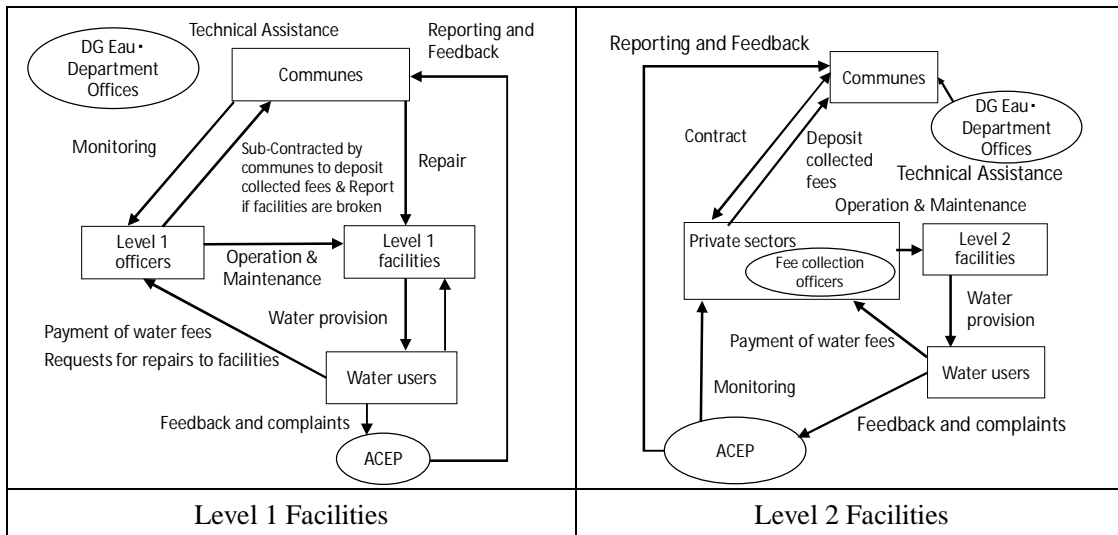 Technical Assistance
Reporting and
Feedback
DG Eau・
Department
Offices
Communes
Monitoring
Sub-Contracted by
communes to deposit
collected fees & Report
if facilities are broken
Repair
Level 1
officers
Operation &
Maintenance
Level 1
facilities
Water provision
Payment of water fees
Requests for repairs to facilities
Water users
Feedback and complaints
ACEP
Level 1 Facilities
Reporting and Feedback
Communes
DG Eau・
Department
Offices
Contract
Deposit
collected
fees
Technical Assistance
Operation & Maintenance
Private sectors
Fee collection
officers
Level 2
facilities
Water
provision
Payment of water fees
Water users
Monitoring
Feedback and complaints
ACEP
Level 2 Facilities